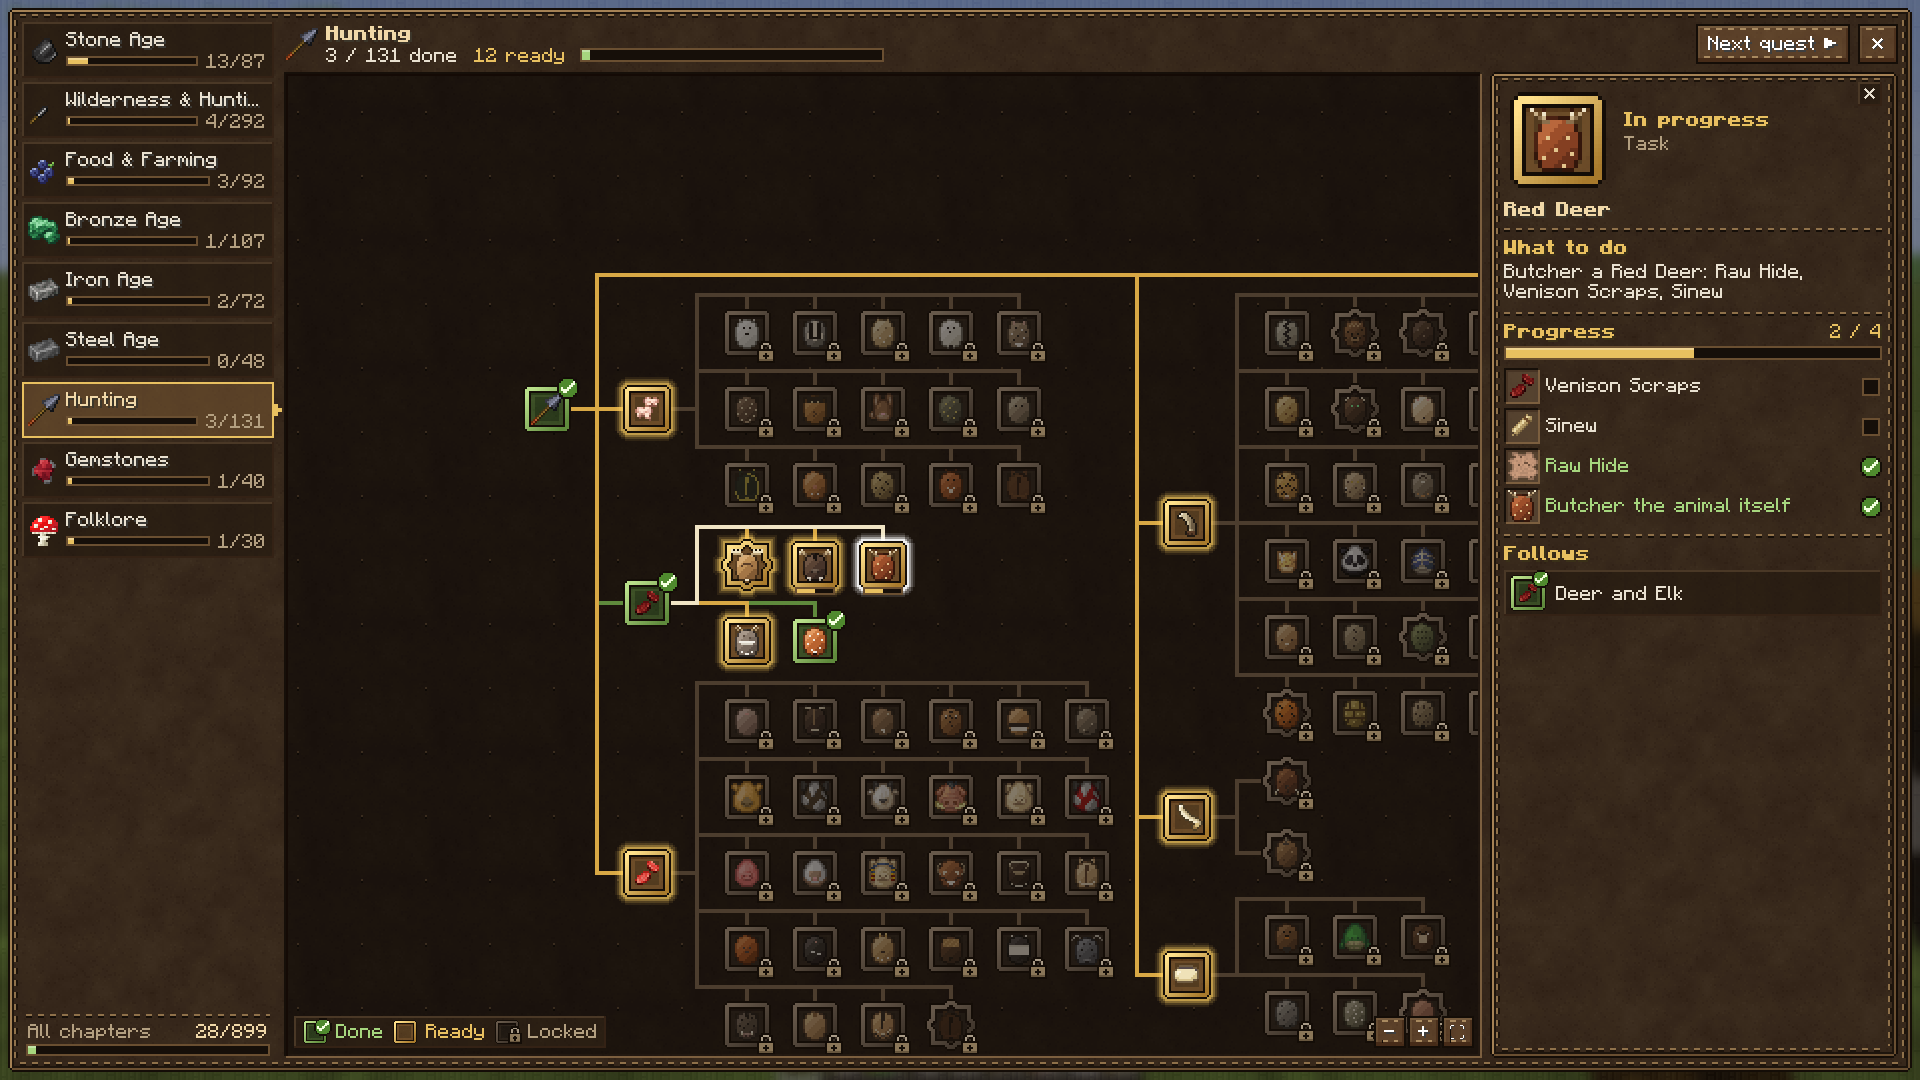 Stone Age
13/87
Wilderness & Hunti...
4/292
Food & Farming
3/92
Bronze Age
1/107
Iron Age
2/72
Steel Age
0/48
Hunting
3/131
Gemstones
1/40
Folklore
1/30
All chapters 28/899
Hunting
3 / 131 done 12 ready
Next quest
Done Ready Locked
In progress
Task
Red Deer
What to do
Butcher a Red Deer: Raw Hide,
Venison Scraps, Sinew
Progress 2 / 4
Venison Scraps
Sinew
Raw Hide
Butcher the animal itself
Follows
Deer and Elk